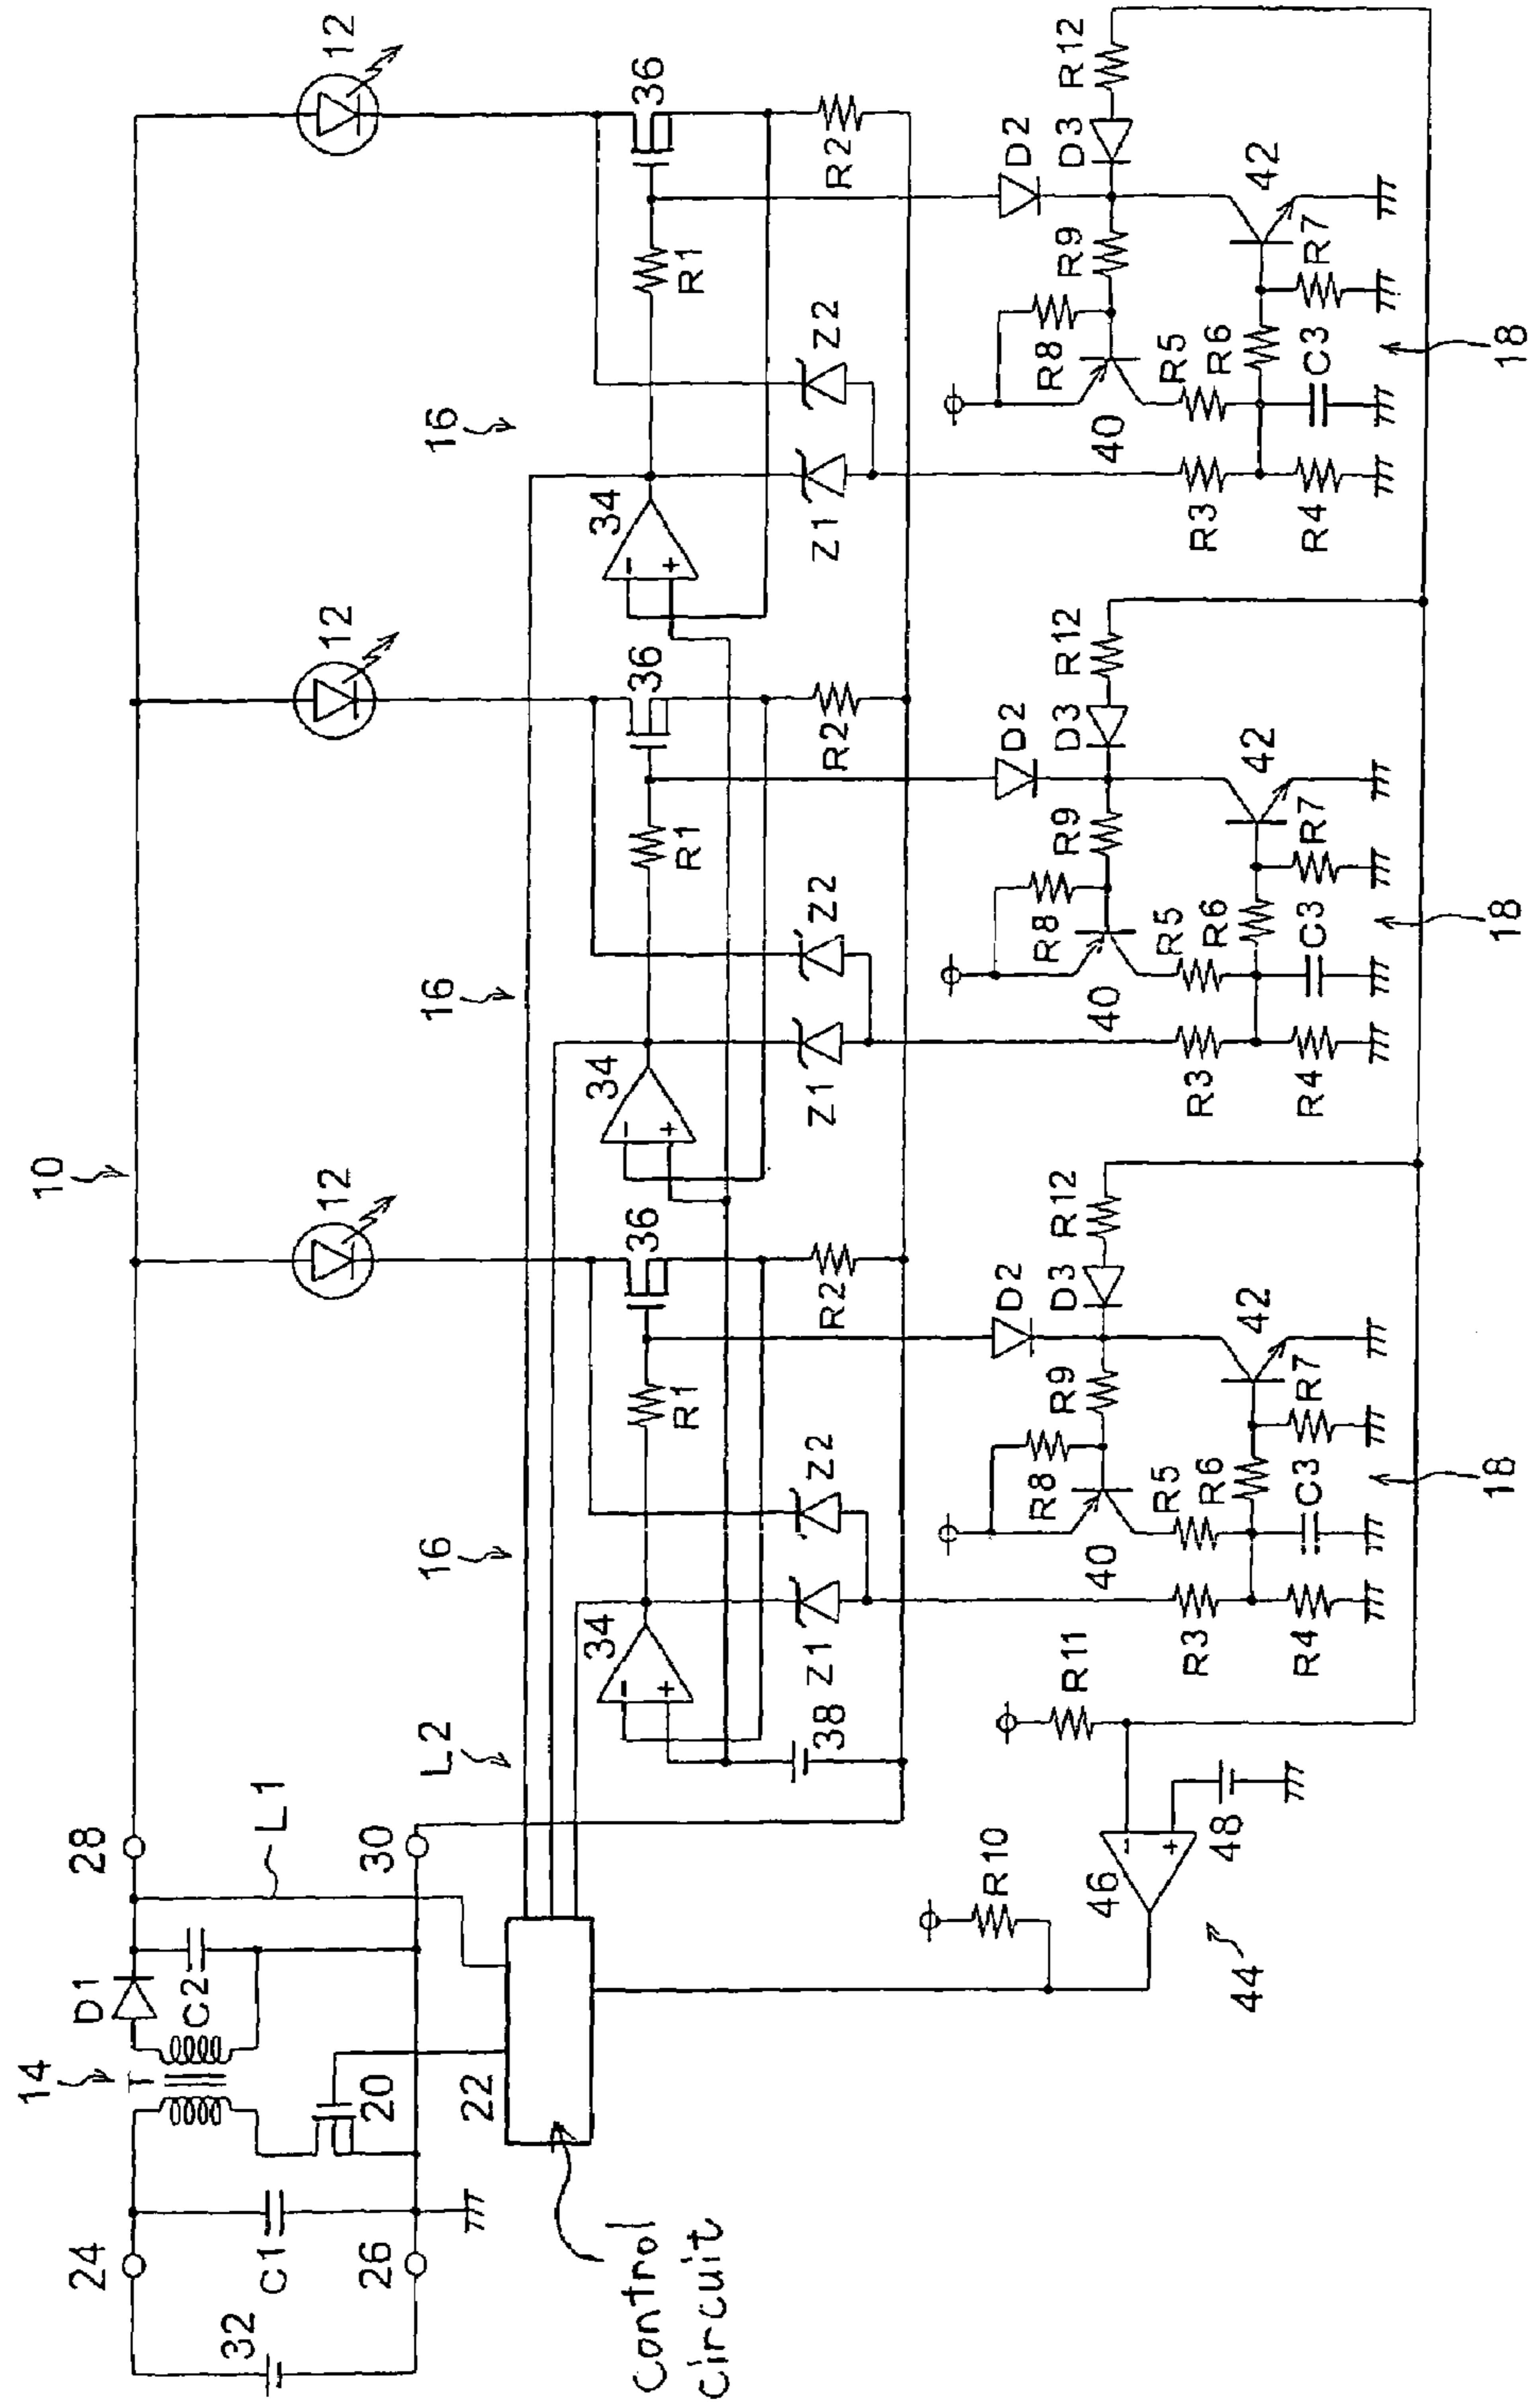 10
14
T
D1
C2
28
L1
30
24
C1
26
32
20
22
Control
Circuit
L2
12
12
12
16
16
16
34
34
34
R1
R1
R1
36
36
36
R2
R2
R2
38
Z1
Z2
Z1
Z2
Z1
Z2
D2
D3
R12
D2
D3
R12
D2
D3
R12
R8
R9
R8
R9
R8
R9
40
40
40
R5
R6
R5
R6
R5
R6
42
42
42
R3
R4
C3
R7
R3
R4
C3
R7
R3
R4
C3
R7
18
18
18
R11
R10
46
48
44
- +
- +
- +
- +